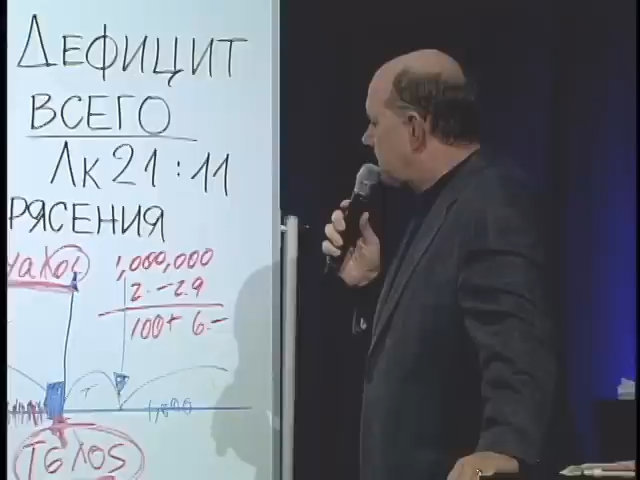 ДЕФИЦИТ
ВСЕГО
Лк 21:11
РЯСЕНИЯ
1,000,000
2.-2.9
100+ 6.-
T
1,000